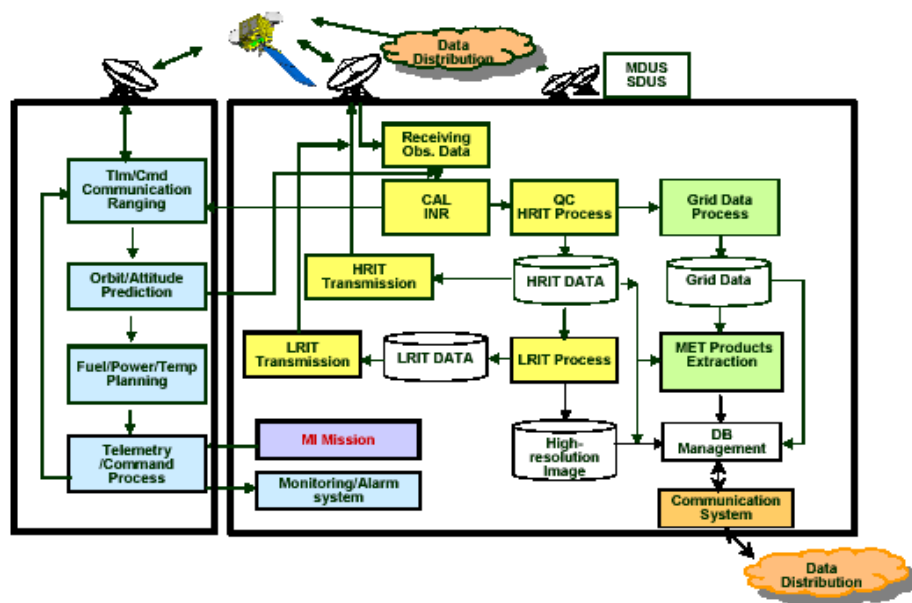 Data
Distribution
MDUS
SDUS
Receiving
Obs. Data
Tlm/Cmd
Communication
Ranging
CAL
INR
QC
HRIT Process
Grid Data
Process
Orbit/Attitude
Prediction
HRIT
Transmission
HRIT DATA
Grid Data
LRIT
Transmission
LRIT DATA
LRIT Process
MET Products
Extraction
Fuel/Power/Temp
Planning
Telemetry
/Command
Process
MI Mission
High-
resolution
Image
DB
Management
Monitoring/Alarm
system
Communication
System
Data
Distribution